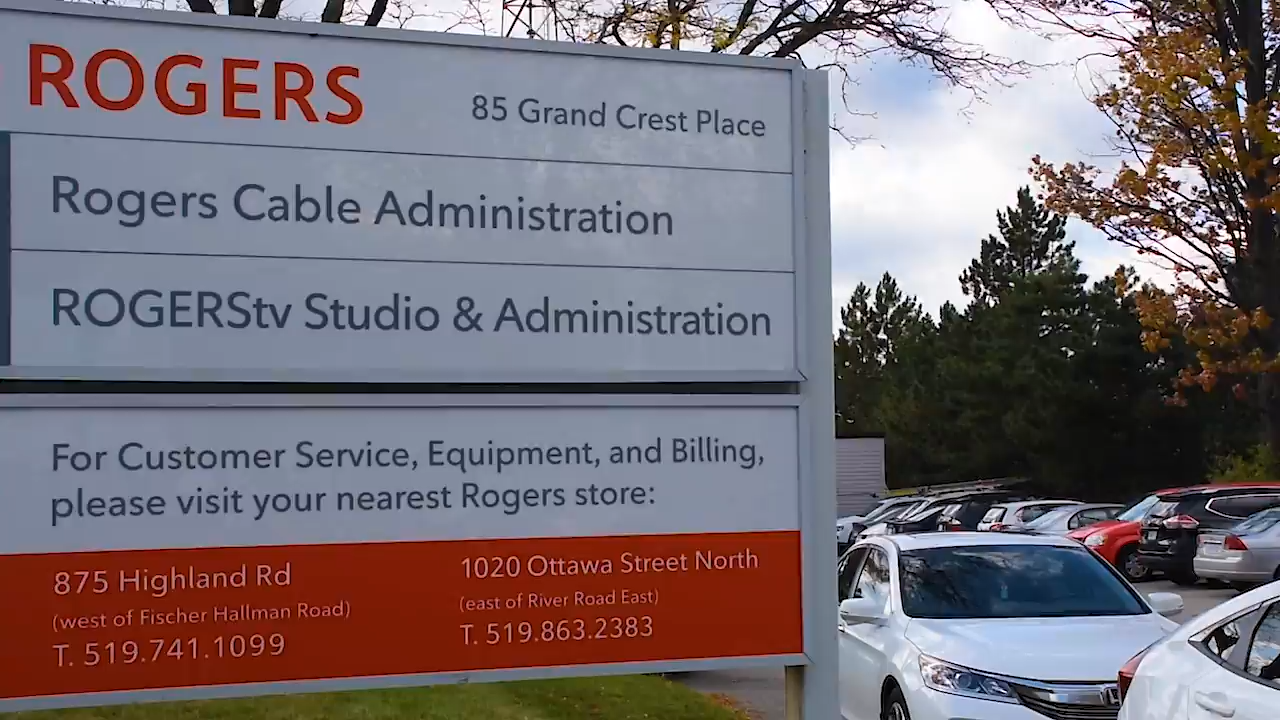 ROGERS
85 Grand Crest Place
Rogers Cable Administration
ROGERStv Studio & Administration
For Customer Service, Equipment, and Billing,
please visit your nearest Rogers store:
875 Highland Rd
(west of Fischer Hallman Road)
T. 519.741.1099
1020 Ottawa Street North
(east of River Road East)
T. 519.863.2383